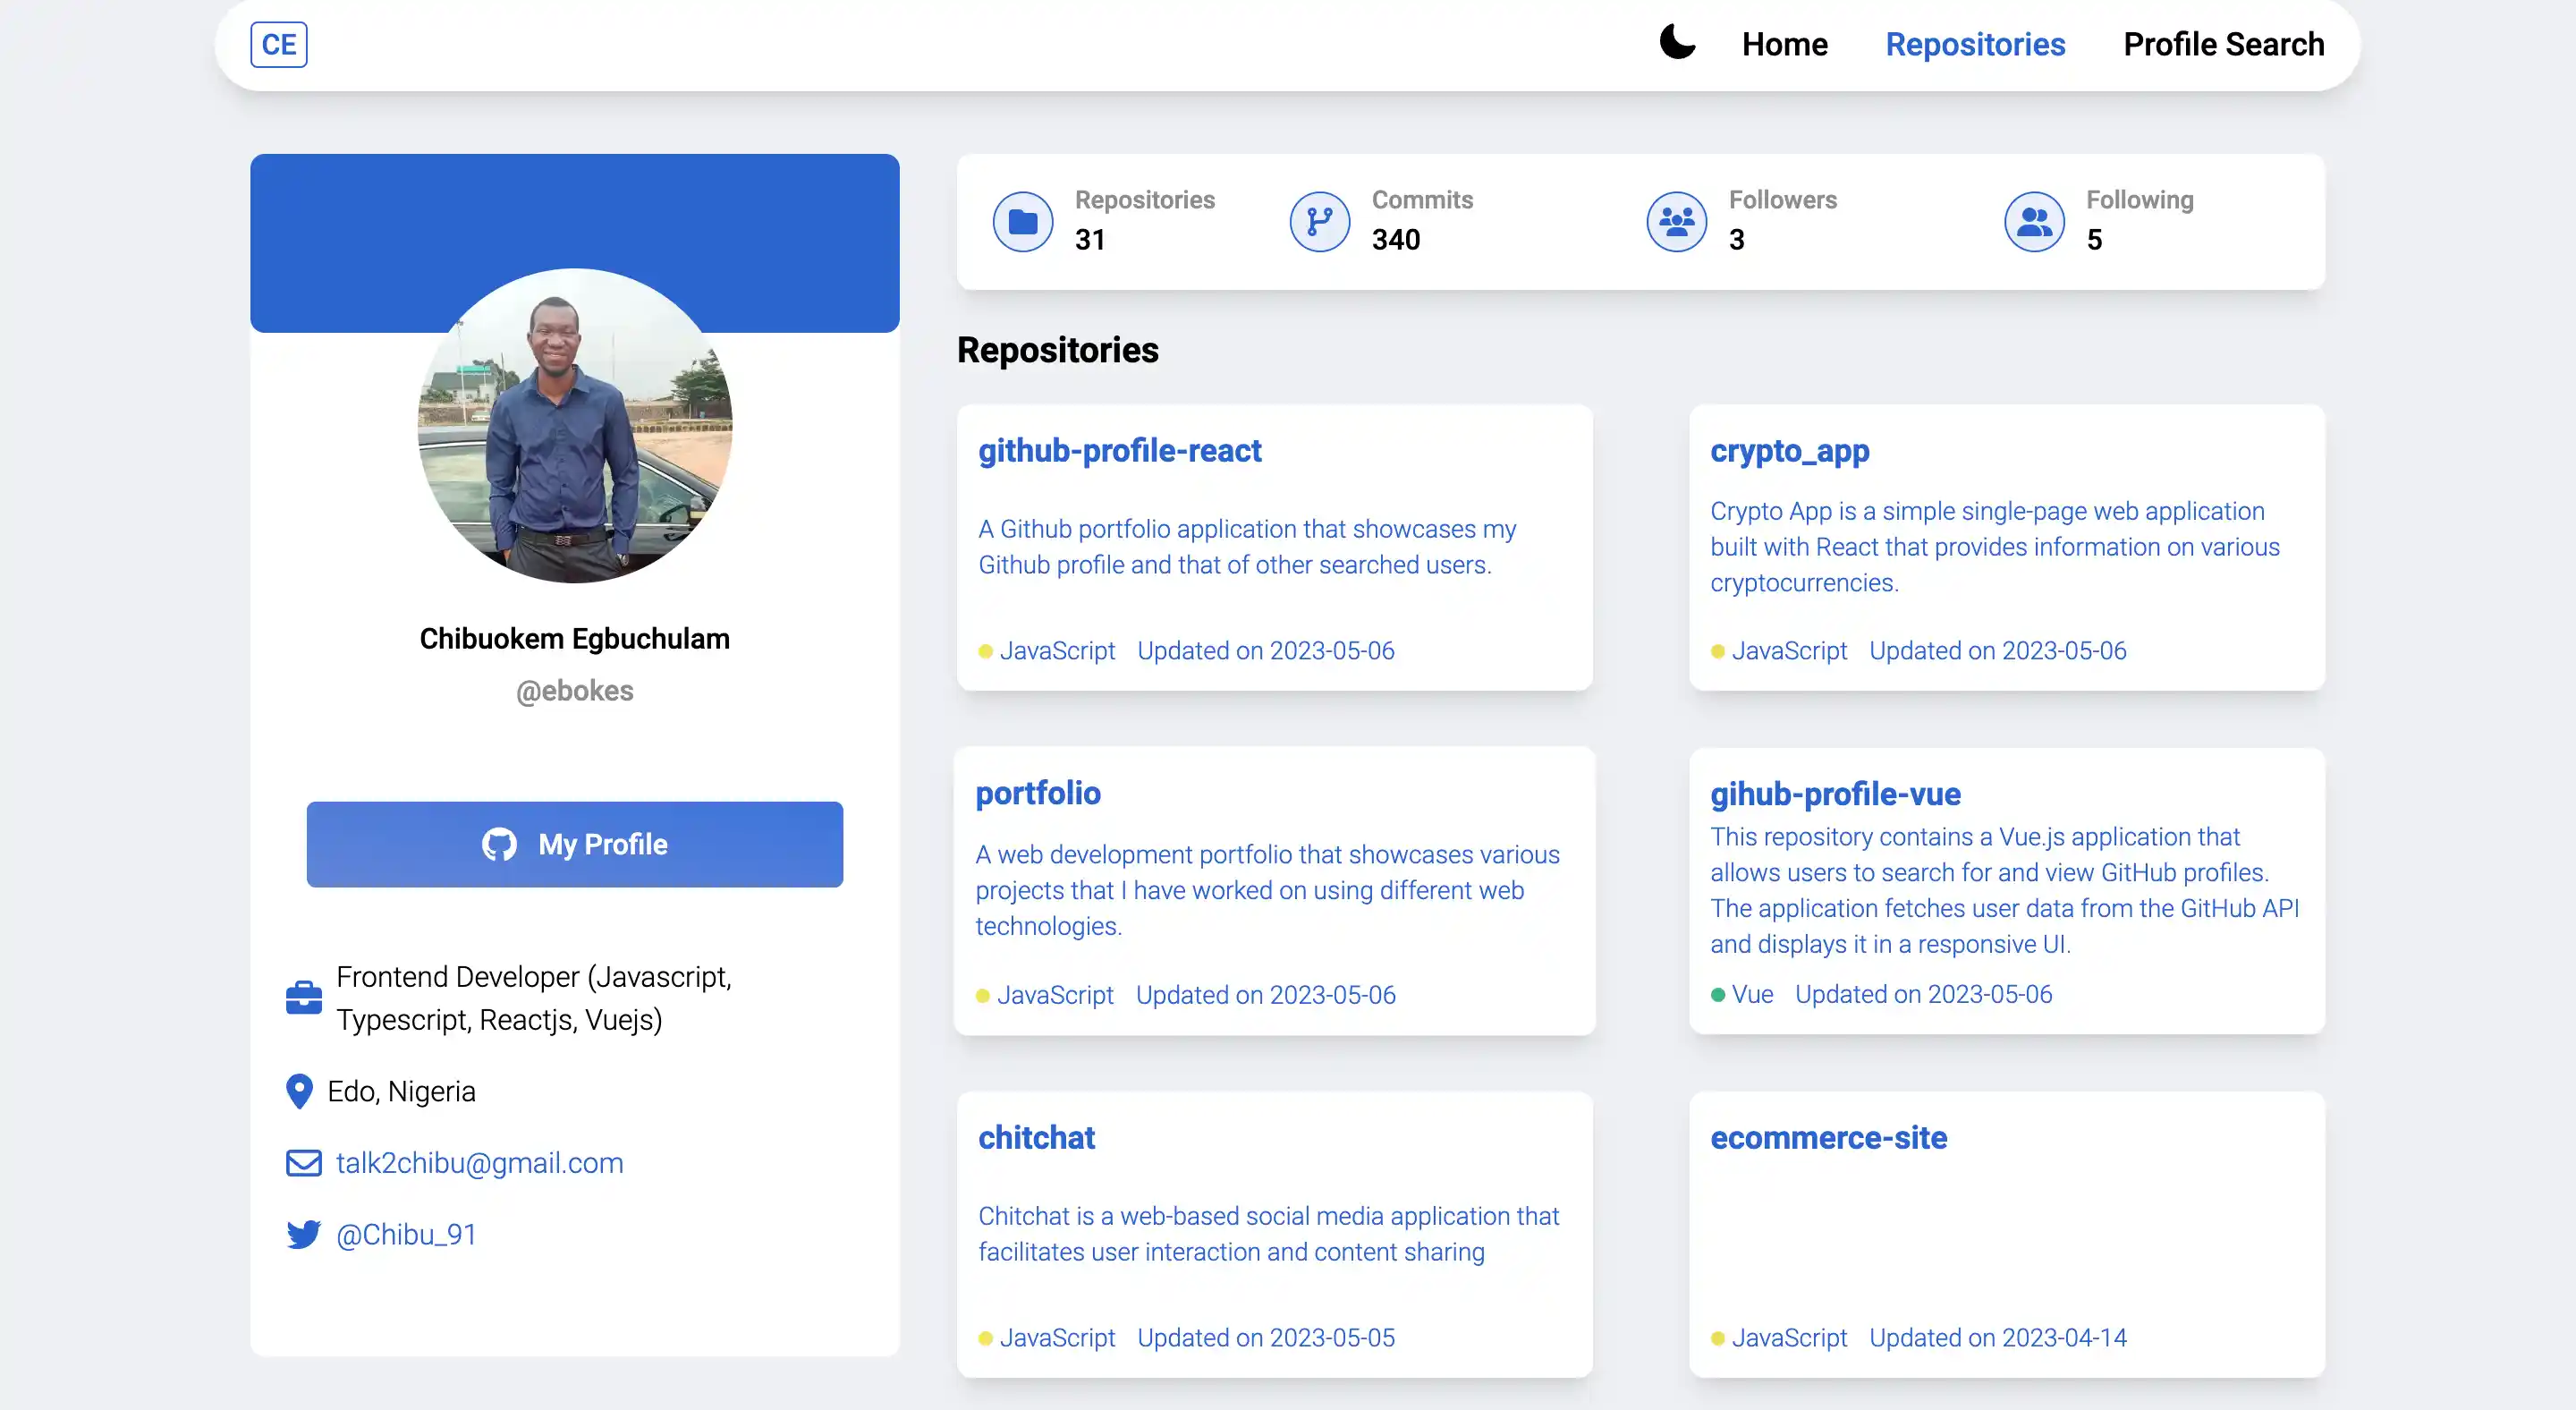 CE
Home
Repositories
Profile Search
Chibuokem Egbuchulam
@ebokes
My Profile
Frontend Developer (Javascript,
Typescript, Reactjs, Vuejs)
Edo, Nigeria
talk2chibu@gmail.com
@Chibu_91
Repositories
31
Commits
340
Followers
3
Following
5
Repositories
github-profile-react
A Github portfolio application that showcases my
Github profile and that of other searched users.
JavaScript Updated on 2023-05-06
crypto_app
Crypto App is a simple single-page web application
built with React that provides information on various
cryptocurrencies.
JavaScript Updated on 2023-05-06
portfolio
A web development portfolio that showcases various
projects that I have worked on using different web
technologies.
JavaScript Updated on 2023-05-06
gihub-profile-vue
This repository contains a Vue.js application that
allows users to search for and view GitHub profiles.
The application fetches user data from the GitHub API
and displays it in a responsive UI.
Vue Updated on 2023-05-06
chitchat
Chitchat is a web-based social media application that
facilitates user interaction and content sharing
JavaScript Updated on 2023-05-05
ecommerce-site
JavaScript Updated on 2023-04-14